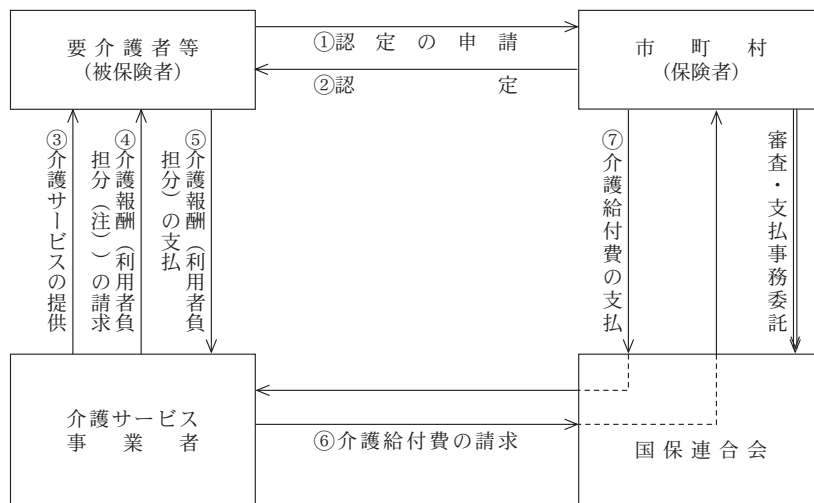 要介護者等
(被保険者)
①認定の申請
②認定
市町村
(保険者)
③介護サービスの提供
④介護報酬(利用者負
担分(注))の請求
⑤介護報酬(利用者負
担分)の支払
⑦介護給付費の支払
審査・支払事務委託
介護サービス
事業者
⑥介護給付費の請求
国保連合会